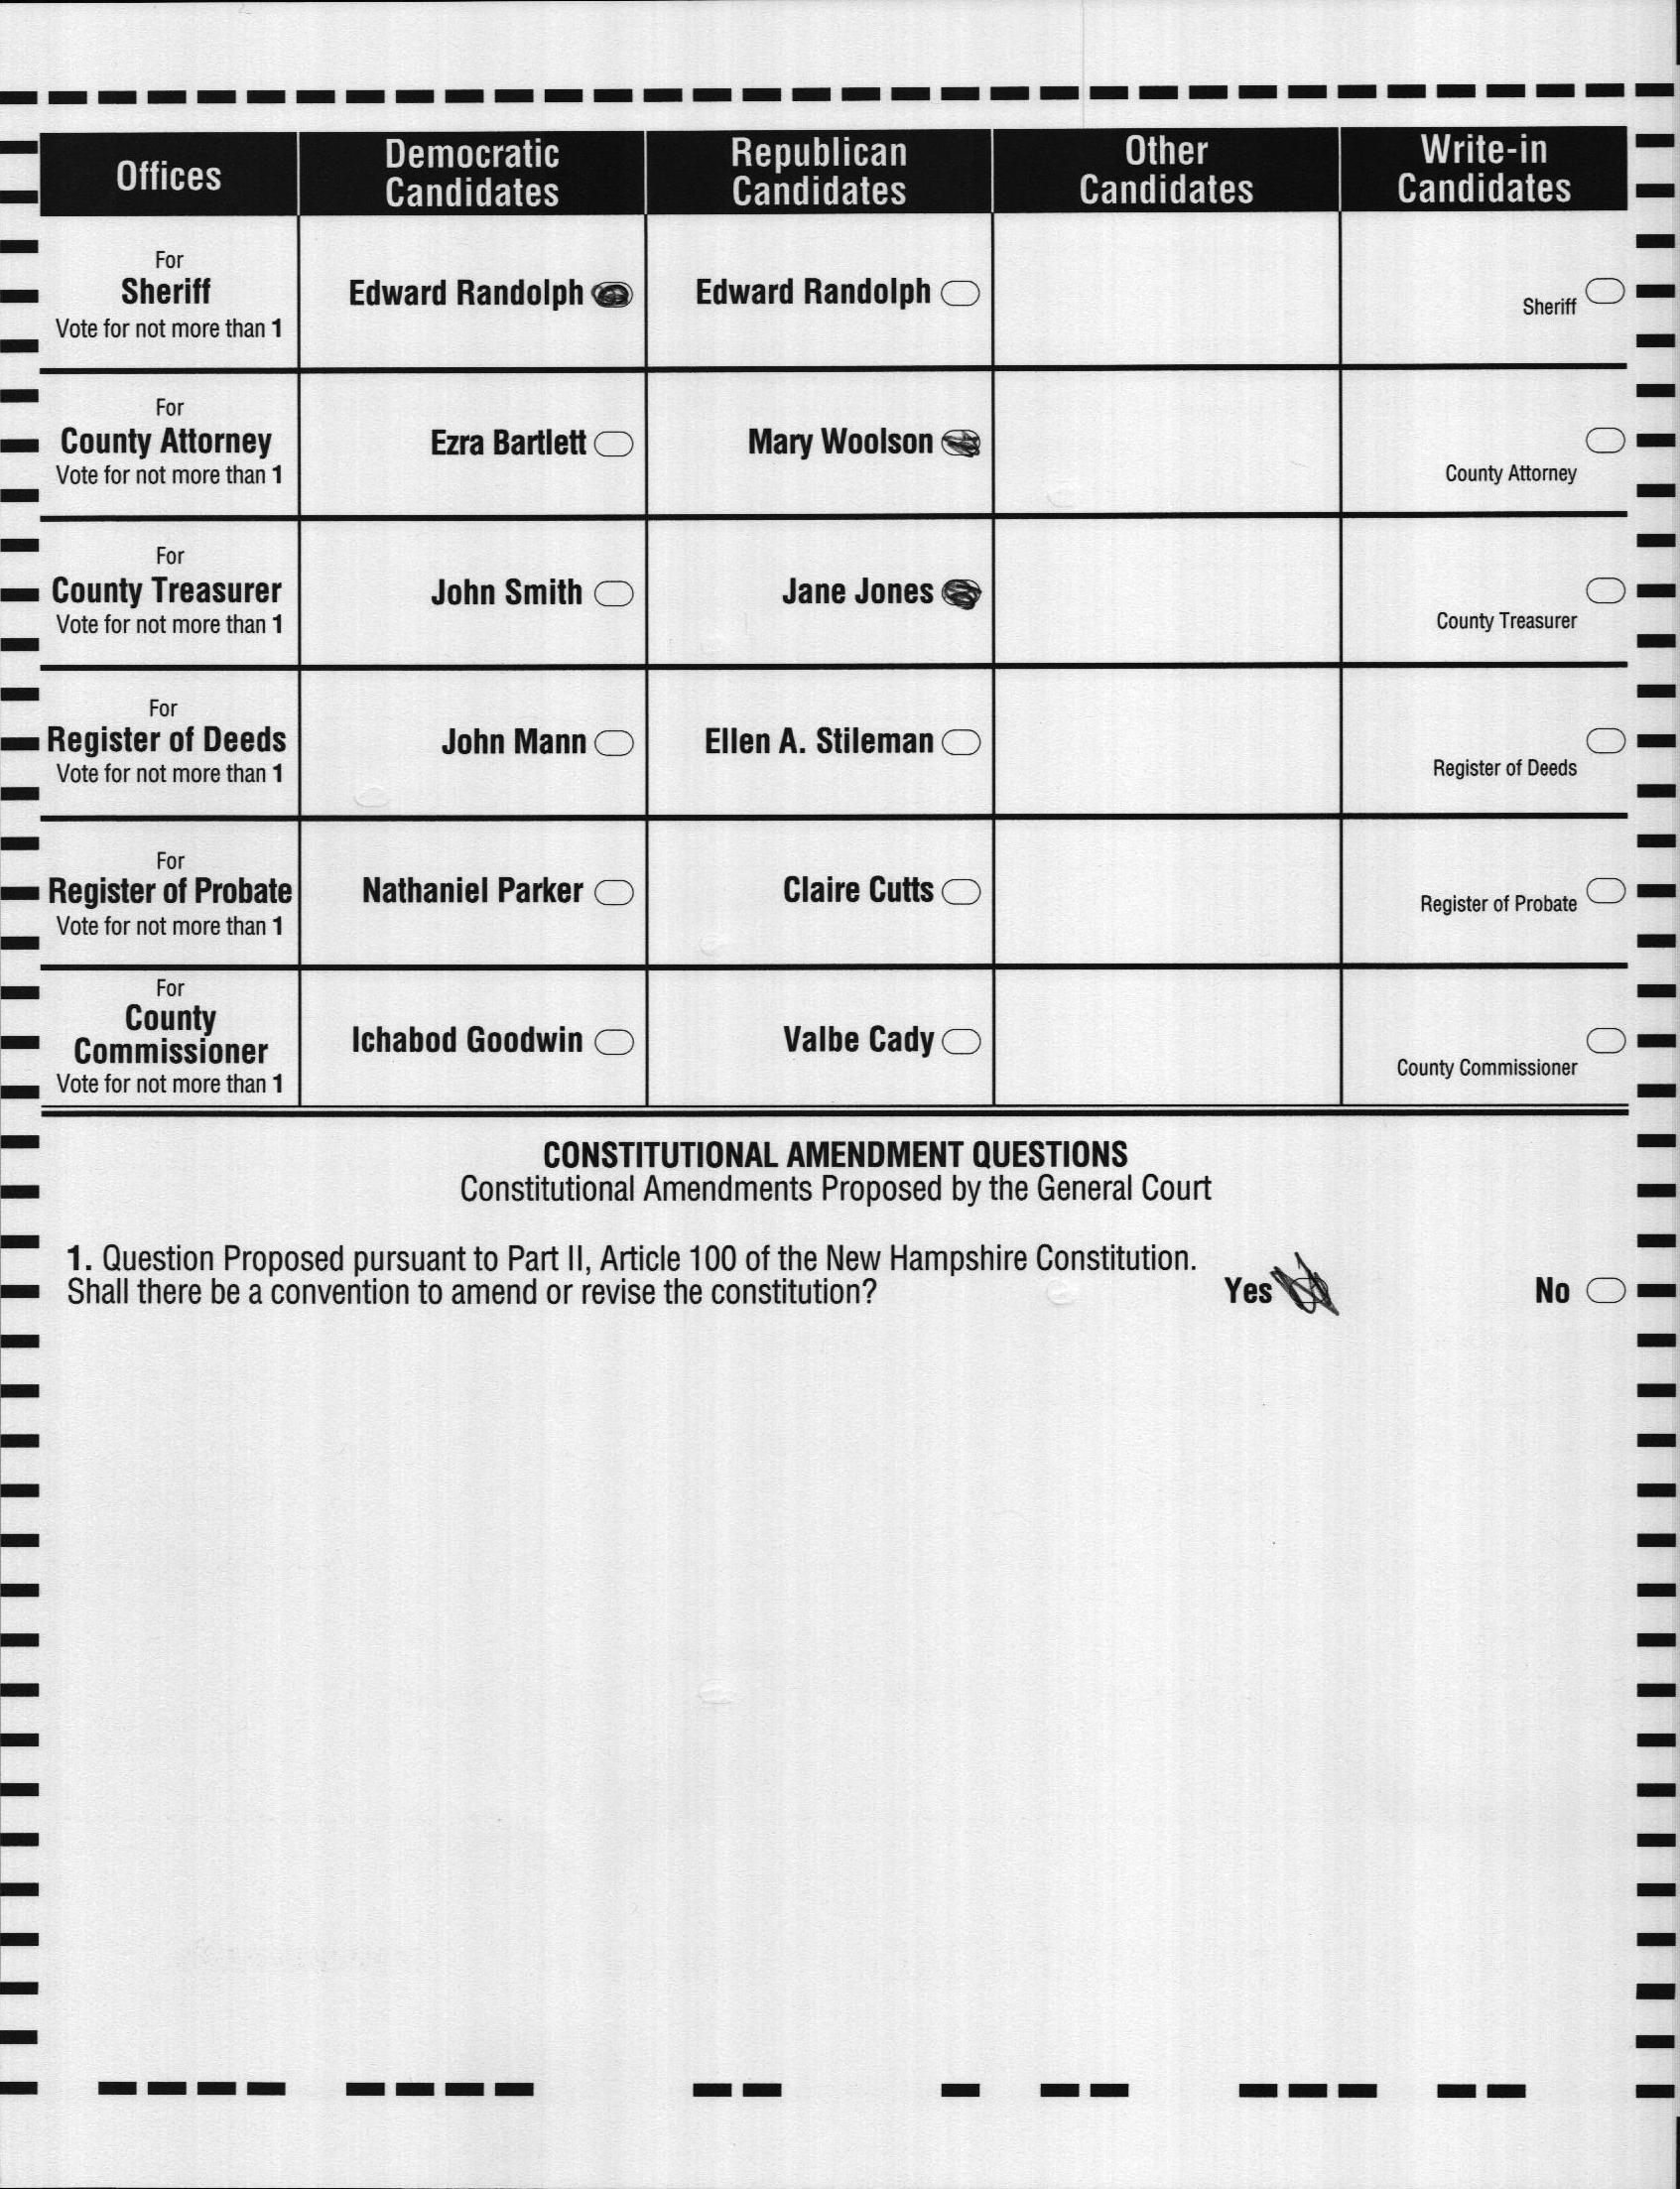 Offices
Democratic
Candidates
Republican
Candidates
Other
Candidates
Write-in
Candidates
For
Sheriff
Vote for not more than 1
Edward Randolph
Edward Randolph
Sheriff
For
County Attorney
Vote for not more than 1
Ezra Bartlett
Mary Woolson
County Attorney
For
County Treasurer
Vote for not more than 1
John Smith
Jane Jones
County Treasurer
For
Register of Deeds
Vote for not more than 1
John Mann
Ellen A. Stileman
Register of Deeds
For
Register of Probate
Vote for not more than 1
Nathaniel Parker
Claire Cutts
Register of Probate
For
County
Commissioner
Vote for not more than 1
Ichabod Goodwin
Valbe Cady
County Commissioner
CONSTITUTIONAL AMENDMENT QUESTIONS
Constitutional Amendments Proposed by the General Court
1. Question Proposed pursuant to Part II, Article 100 of the New Hampshire Constitution.
Shall there be a convention to amend or revise the constitution?
Yes
No